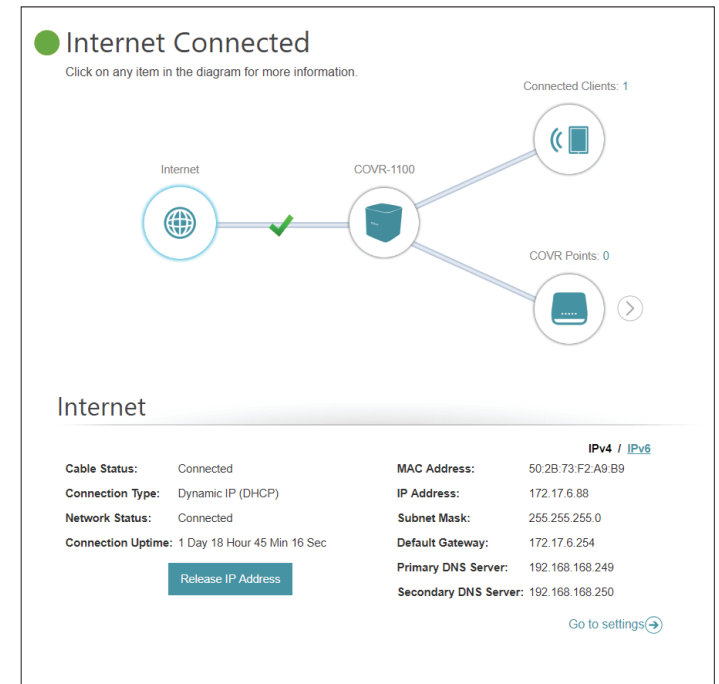 Internet Connected
Click on any item in the diagram for more information.
Connected Clients: 1
Internet
COVR-1100
COVR Points: 0
Internet
IPv4 / IPv6
Cable Status: Connected
Connection Type: Dynamic IP (DHCP)
Network Status: Connected
Connection Uptime: 1 Day 18 Hour 45 Min 16 Sec
Release IP Address
MAC Address: 50:2B:73:F2:A9:B9
IP Address: 172.17.6.88
Subnet Mask: 255.255.255.0
Default Gateway: 172.17.6.254
Primary DNS Server: 192.168.168.249
Secondary DNS Server: 192.168.168.250
Go to settings